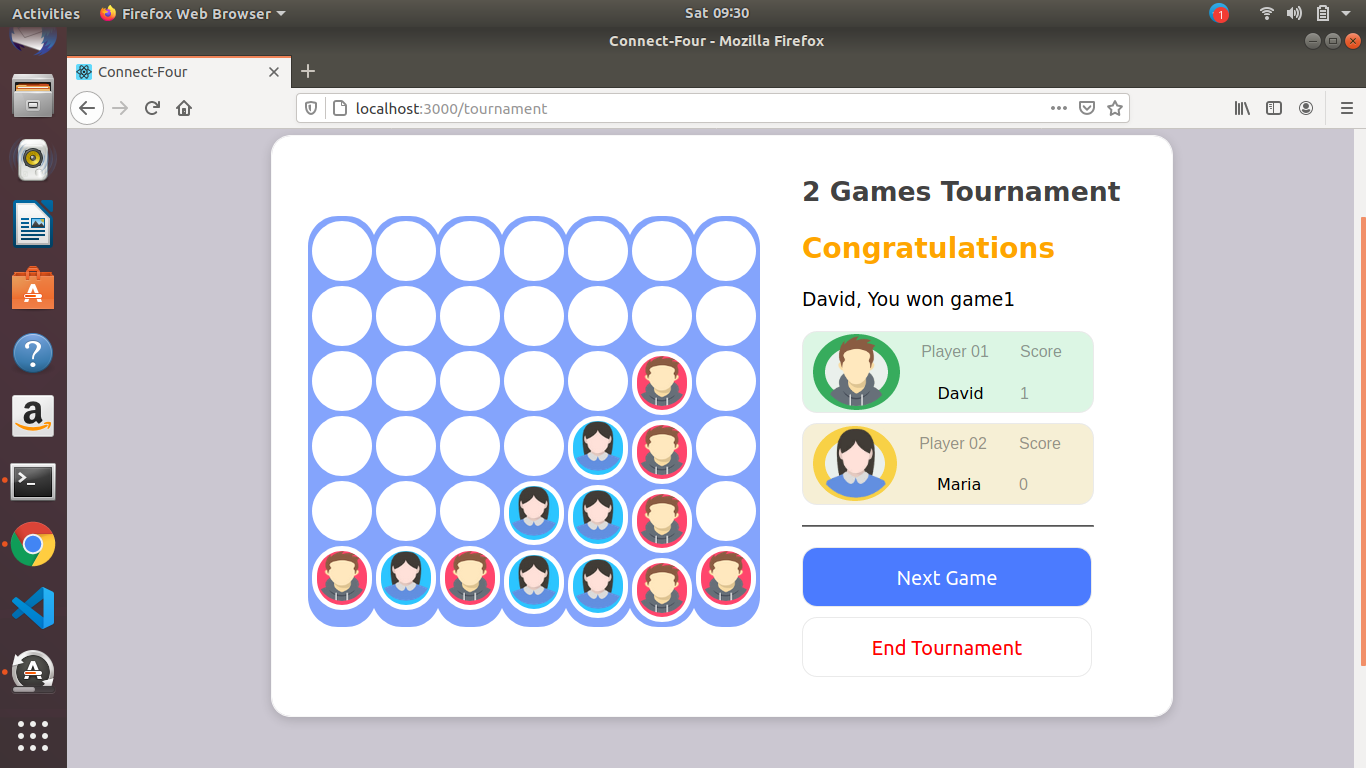 Activities
Firefox Web Browser
Sat 09:30
1
Connect-Four - Mozilla Firefox
Connect-Four
localhost:3000/tournament
2 Games Tournament
Congratulations
David, You won game1
Player 01 Score
David 1
Player 02 Score
Maria 0
Next Game
End Tournament